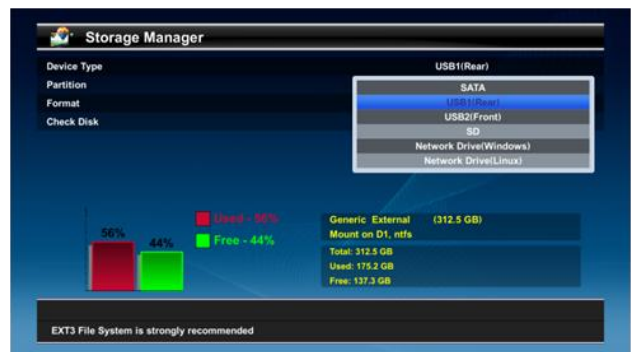 Storage Manager
Device Type USB1(Rear)
Partition
Format
Check Disk
SATA
USB1(Rear)
USB2(Front)
SD
Network Drive(Windows)
Network Drive(Linux)
56%
44%
Used - 56%
Free - 44%
Generic External (312.5 GB)
Mount on D1, ntfs
Total: 312.5 GB
Used: 175.2 GB
Free: 137.3 GB
EXT3 File System is strongly recommended